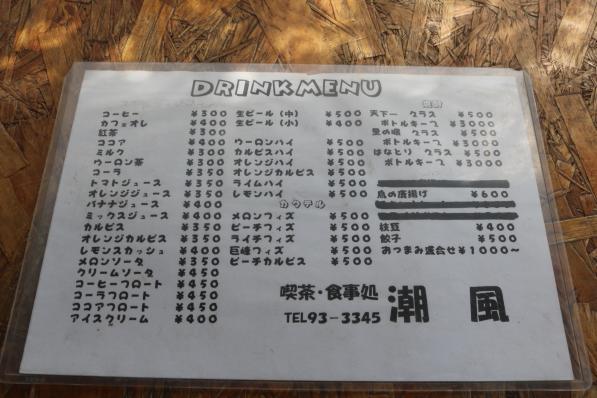 DRINK MENU
コーヒー ¥300
カフェオレ ¥400
紅茶 ¥300
ココア ¥400
ミルク ¥300
ウーロン茶 ¥300
コーラ ¥350
トマトジュース ¥350
オレンジジュース ¥350
バナナジュース ¥400
ミックスジュース ¥400
カルピス ¥350
オレンジカルピス ¥350
レモンスカッシュ ¥400
メロンソーダ ¥350
クリームソータ ¥450
コーヒーフロート ¥450
コーラフロート ¥450
ココアフロート ¥450
アイスクリーム ¥400
生ビール (中) ¥500
生ビール (小) ¥400
ウーロンハイ ¥500
カルピスハイ ¥500
オレンジハイ ¥500
オレンジカルピス ¥500
ライムハイ ¥500
レモンハイ ¥500
カクテル
メロンフィズ ¥500
ピーチフィズ ¥500
ライチフィズ ¥500
巨峰フィズ ¥500
ピーチカルピス ¥500
天下一 グラス ¥500
ボトルキープ ¥3000
グラス ¥500
ボトルキープ ¥3000
はなとり グラス ¥500
ボトルキープ ¥3000
鳥の唐揚げ ¥600
枝豆 ¥400
餃子 ¥500
おつまみ盛合せ ¥1000~
喫茶・食事処 潮風
TEL93-3345